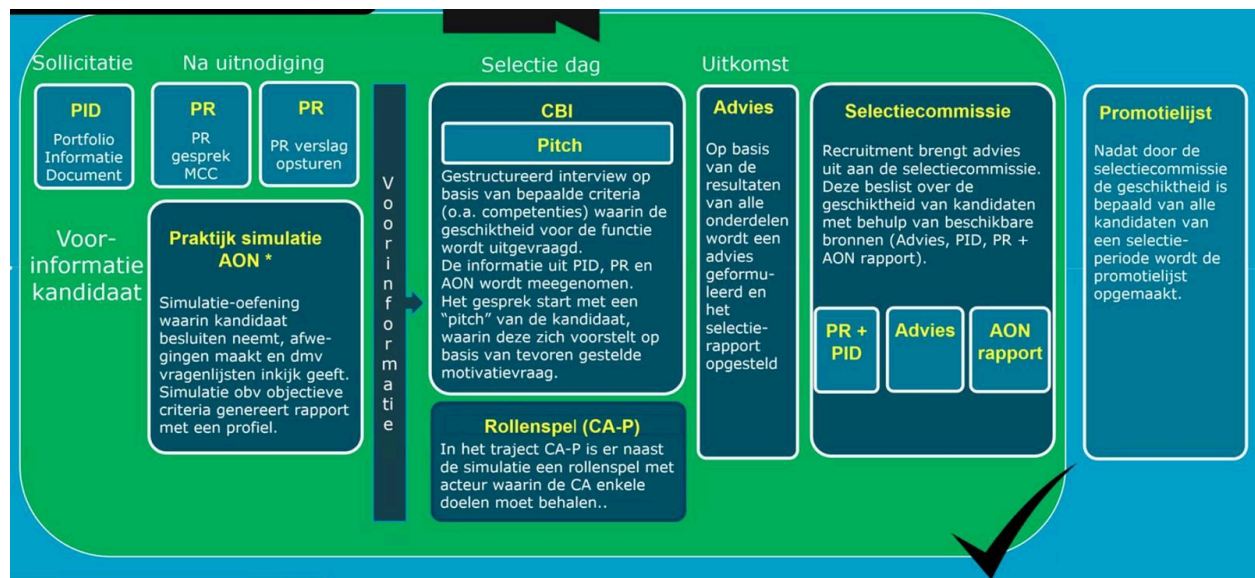 Sollicitatie
Na uitnodiging
Selectie dag
Uitkomst
PID
Portfolio
Informatie
Document
PR
PR
gesprek
MCC
PR
PR verslag
opsturen
Voor-
informatie
kandidaat
Praktijk simulatie
AON *
Simulatie-oefening
waarin kandidaat
besluiten neemt, afwe-
gingen maakt en dmv
vragenlijsten inkijk geeft.
Simulatie obv objectieve
criteria genereert rapport
met een profiel.
V
o
o
r
i
n
f
o
r
m
a
ti
e
CBI
Pitch
Gestructureerd interview op
basis van bepaalde criteria
(o.a. competenties) waarin de
geschiktheid voor de functie
wordt uitgevraagd.
De informatie uit PID, PR en
AON wordt meegenomen.
Het gesprek start met een
“pitch” van de kandidaat,
waarin deze zich voorstelt op
basis van tevoren gestelde
motivatievraag.
Rollenspel (CA-P)
In het traject CA-P is er naast
de simulatie een rollenspel met
acteur waarin de CA enkele
doelen moet behalen..
Advies
Op basis
van de
resultaten
van alle
onderdelen
wordt een
advies
geformu-
leerd en
het
selectie-
rapport
opgesteld
Selectiecommissie
Recruitment brengt advies
uit aan de selectiecommissie.
Deze beslist over de
geschiktheid van kandidaten
met behulp van beschikbare
bronnen (Advies, PID, PR +
AON rapport).
PR +
PID
Advies
AON
rapport
Promotielijst
Nadat door de
selectiecommissie
de geschiktheid is
bepaald van alle
kandidaten van
een selectie-
periode wordt de
promotielijst
opgemaakt.